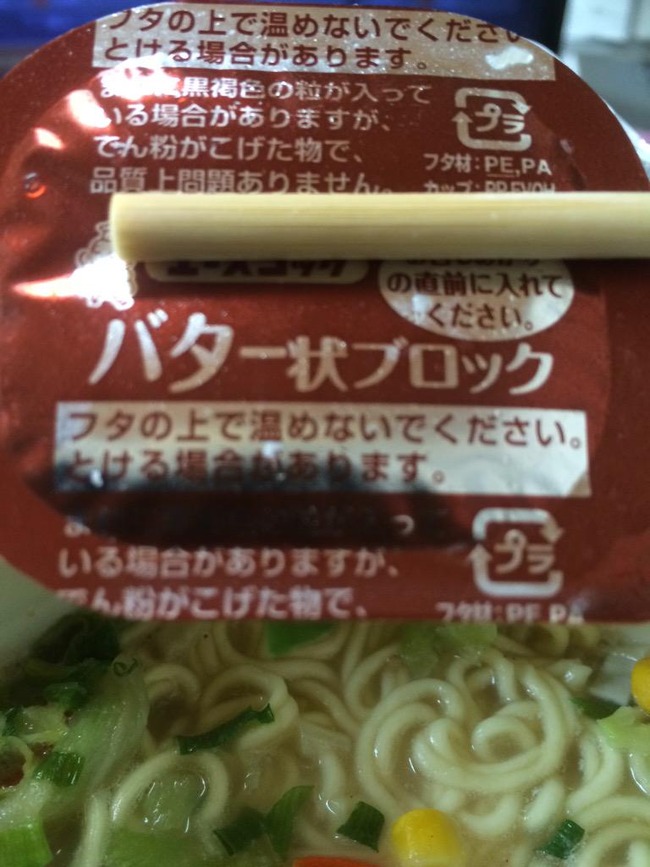 フタの上で温めないでください
とける場合があります。
黒褐色の粒が入って
いる場合がありますが、
でん粉がこげた物で、
品質上問題ありません。
プラ
フタ材:PE,PA
カップ:PP,EVOH
エースコック
の直前に入れて
ください。
バター状ブロック
フタの上で温めないでください。
とける場合があります。
いる場合がありますが、
でん粉がこげた物で、
プラ
フタ材:PE,PA